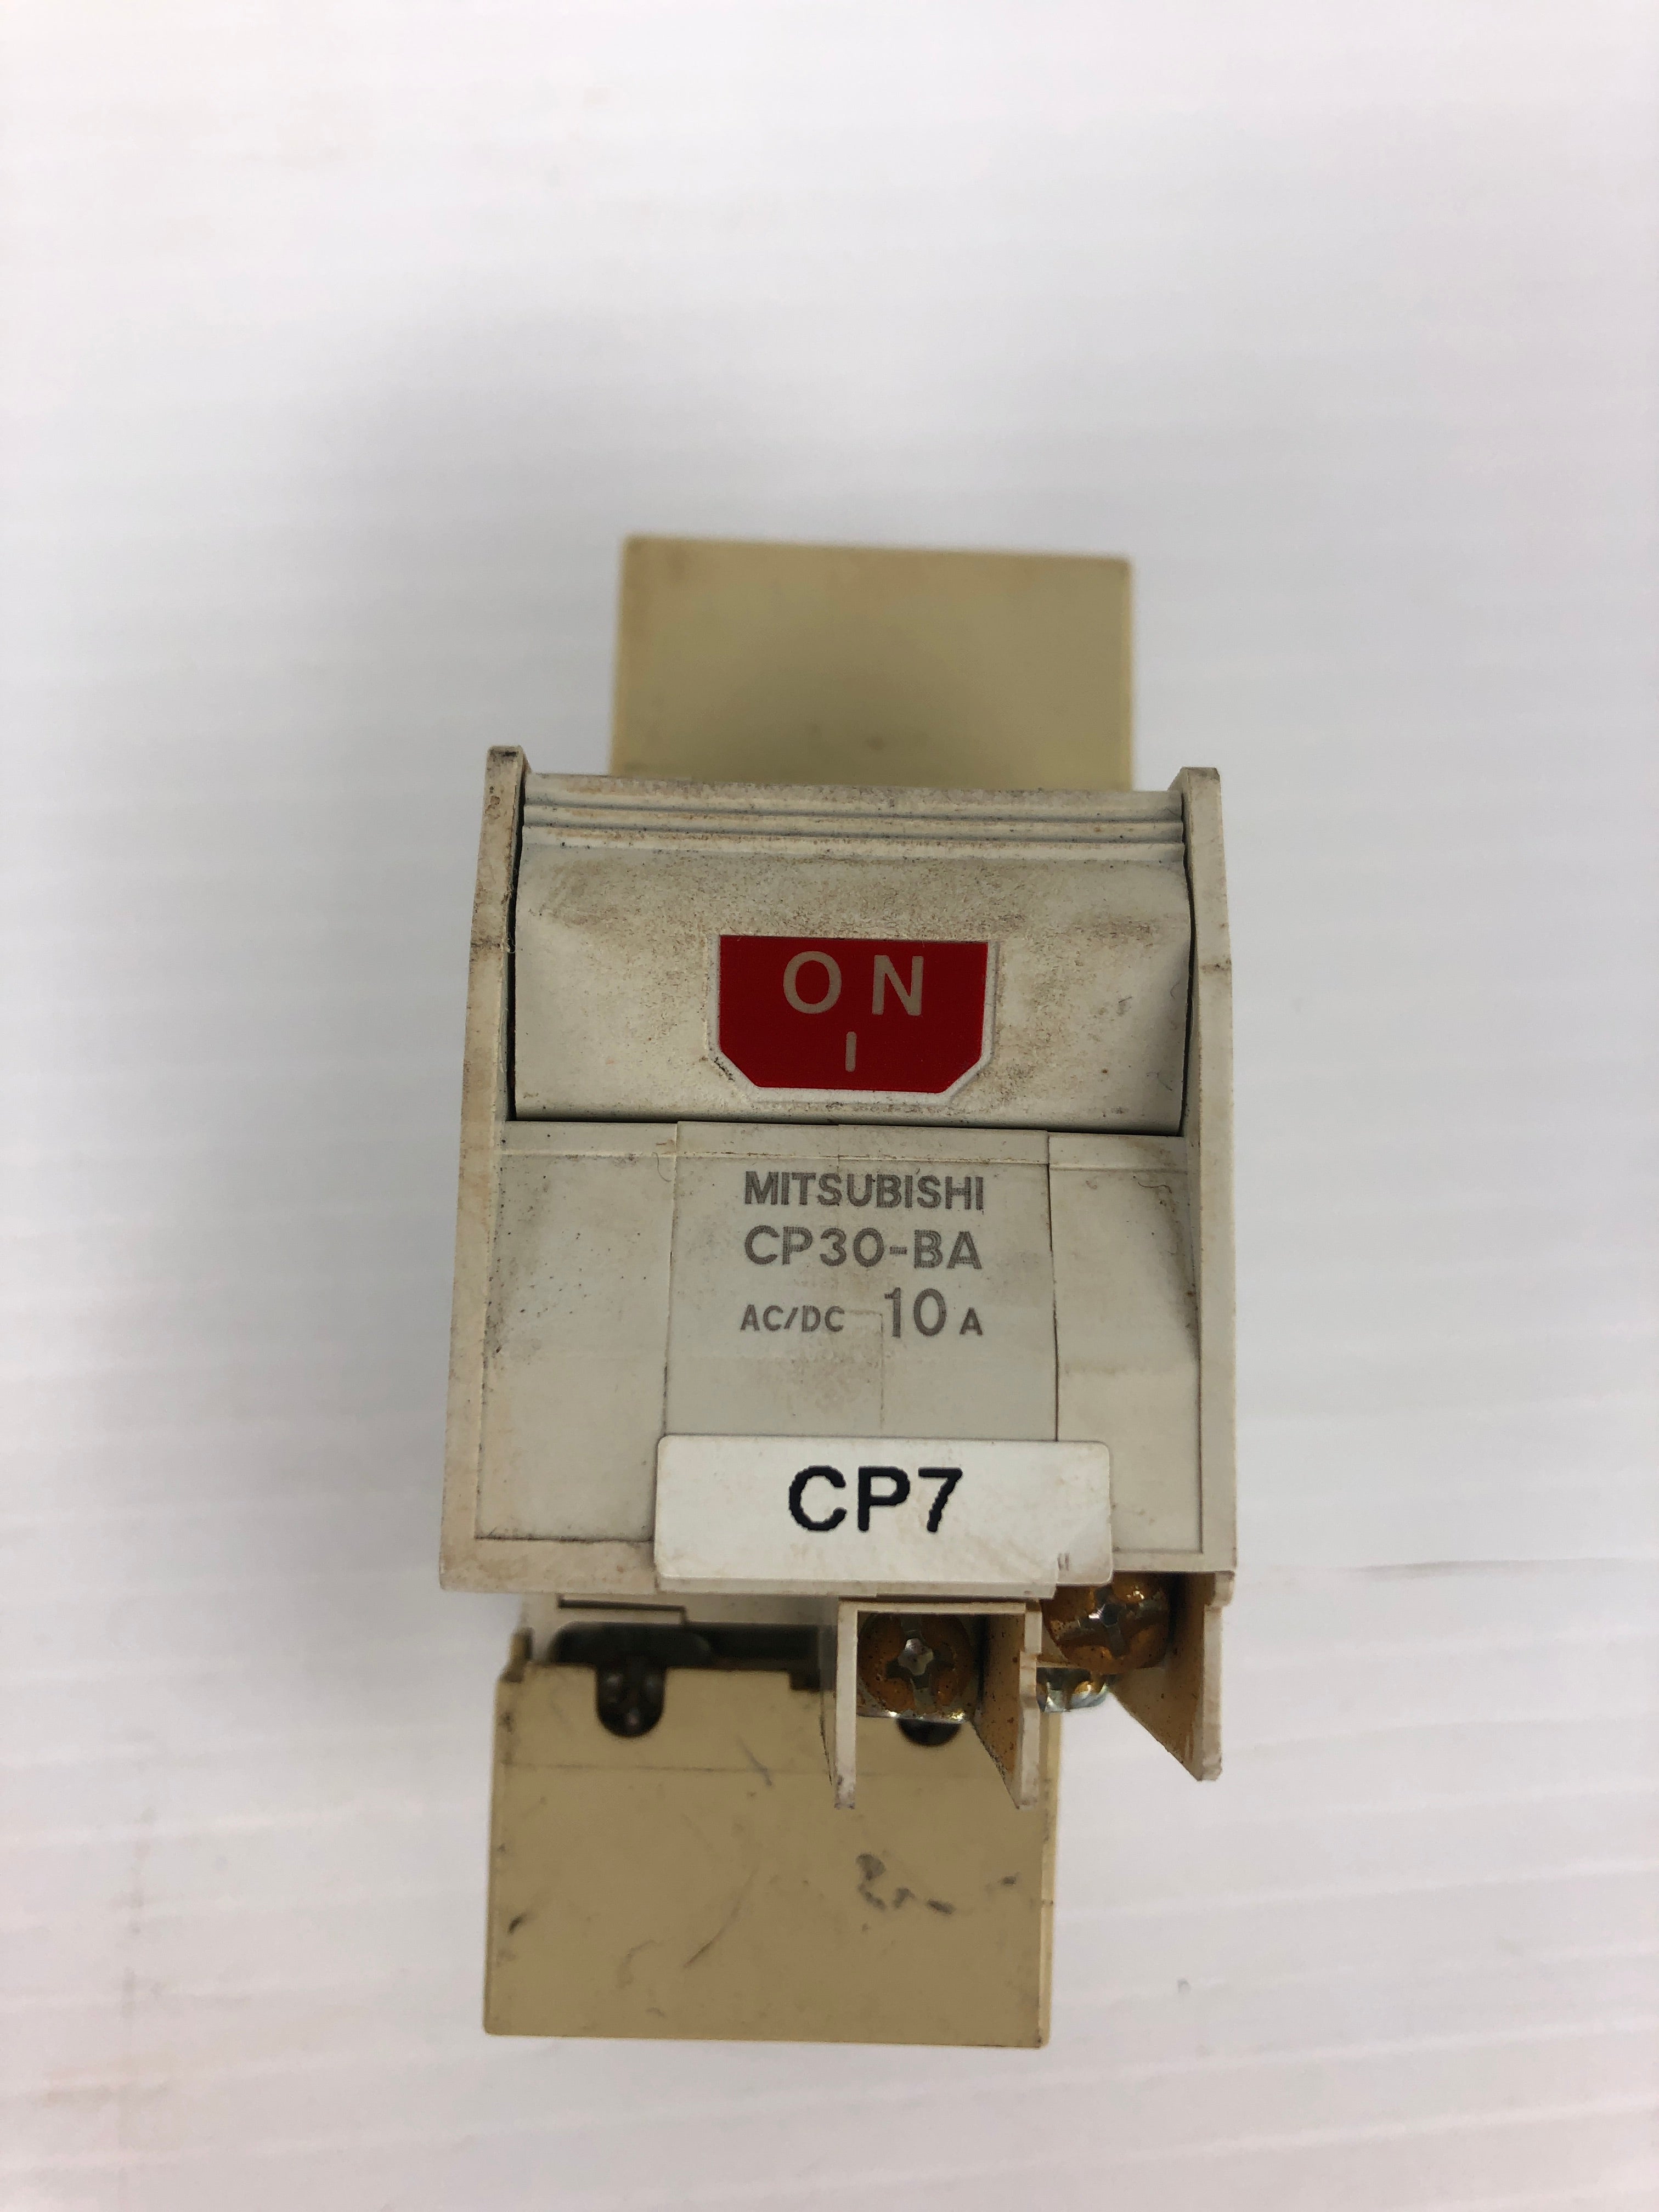 ON
I
MITSUBISHI
CP30-BA
AC/DC 10 A
CP7